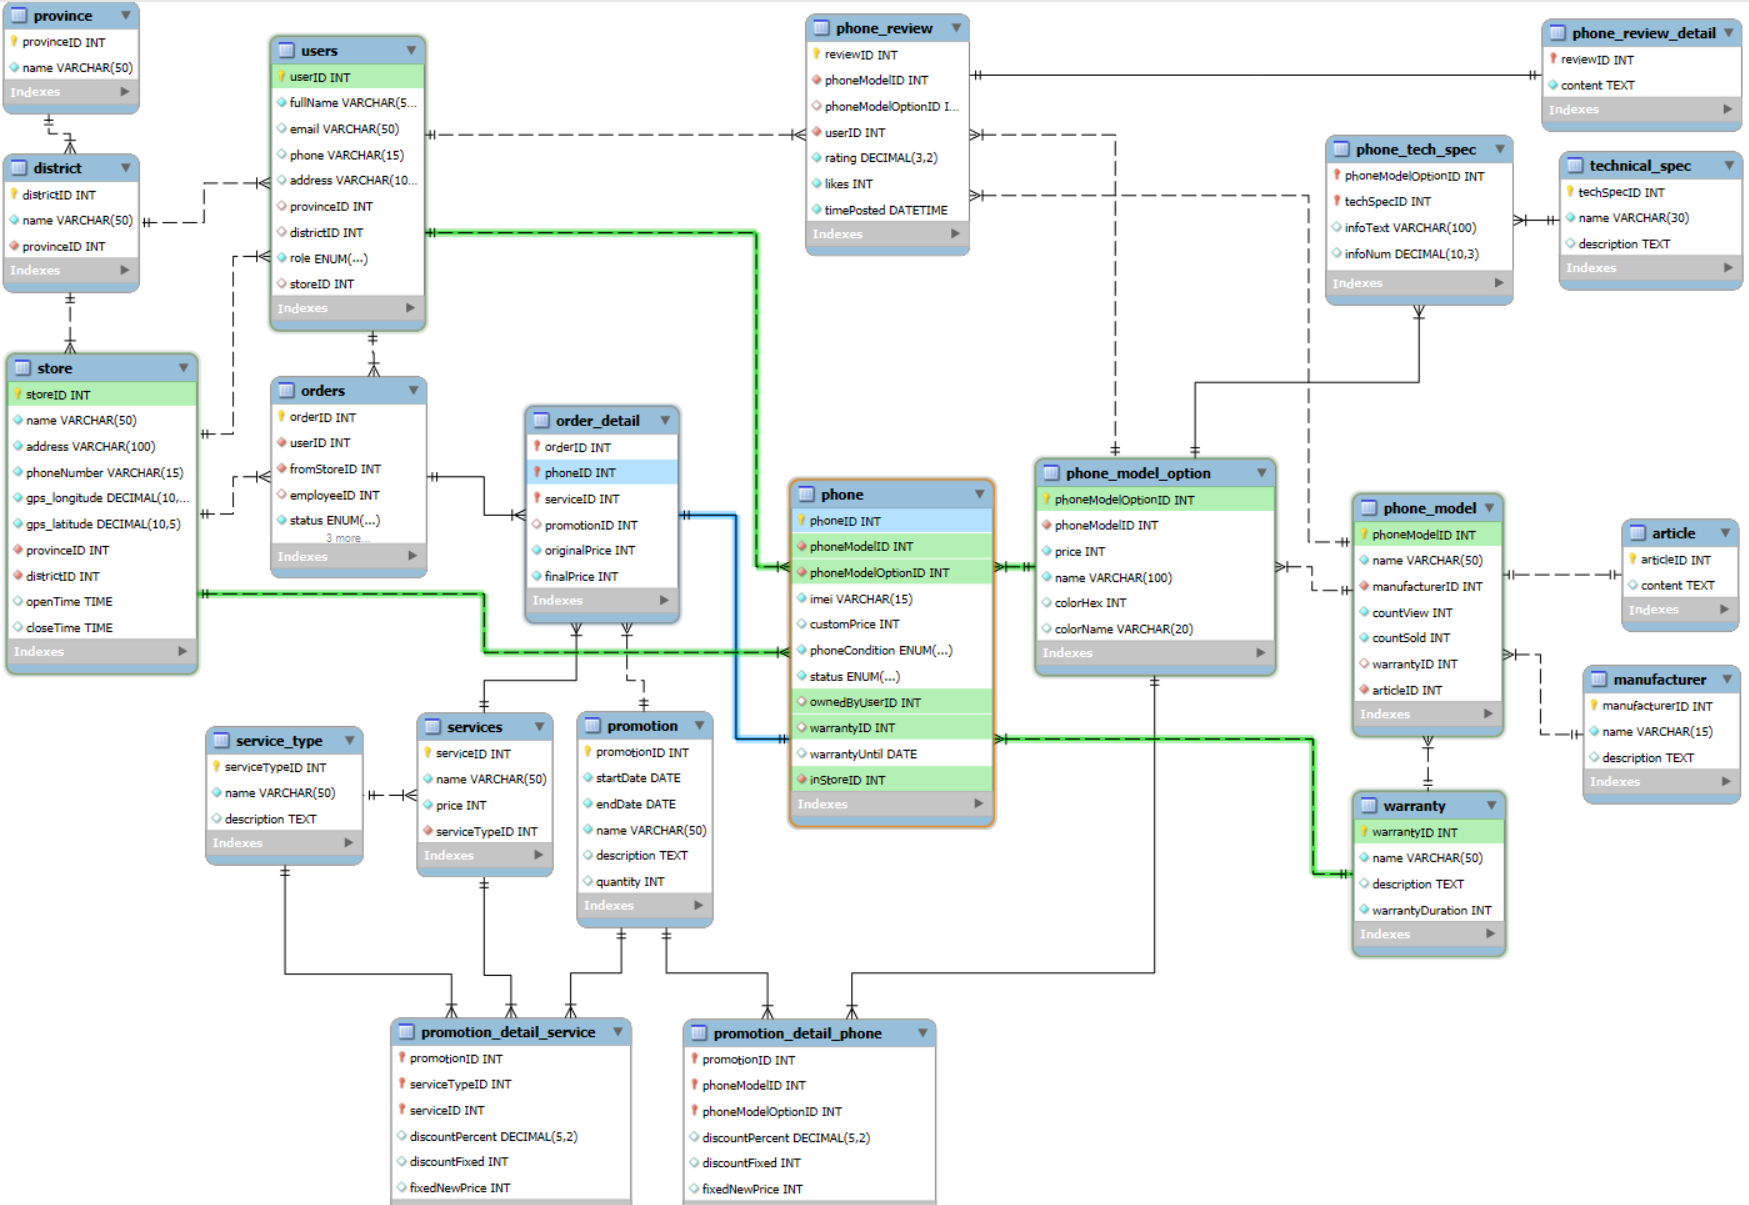 province
provinceID INT
name VARCHAR(50)
Indexes
district
districtID INT
name VARCHAR(50)
provinceID INT
Indexes
store
storeID INT
name VARCHAR(50)
address VARCHAR(100)
phoneNumber VARCHAR(15)
gps_longitude DECIMAL(10,...
gps_latitude DECIMAL(10,5)
provinceID INT
districtID INT
openTime TIME
closeTime TIME
Indexes
users
userID INT
fullName VARCHAR(5...
email VARCHAR(50)
phone VARCHAR(15)
address VARCHAR(10...
provinceID INT
districtID INT
role ENUM(...)
storeID INT
Indexes
orders
orderID INT
userID INT
fromStoreID INT
employeeID INT
status ENUM(...)
3 more...
Indexes
order_detail
orderID INT
phoneID INT
serviceID INT
promotionID INT
originalPrice INT
finalPrice INT
Indexes
phone_review
reviewID INT
phoneModelID INT
phoneModelOptionID I...
userID INT
rating DECIMAL(3,2)
likes INT
timePosted DATETIME
Indexes
phone_review_detail
reviewID INT
content TEXT
Indexes
phone_tech_spec
phoneModelOptionID INT
techSpecID INT
infoText VARCHAR(100)
infoNum DECIMAL(10,3)
Indexes
technical_spec
techSpecID INT
name VARCHAR(30)
description TEXT
Indexes
phone
phoneID INT
phoneModelID INT
phoneModelOptionID INT
imei VARCHAR(15)
customPrice INT
phoneCondition ENUM(...)
status ENUM(...)
ownedByUserID INT
warrantyID INT
warrantyUntil DATE
inStoreID INT
Indexes
phone_model_option
phoneModelOptionID INT
phoneModelID INT
price INT
name VARCHAR(100)
colorHex INT
colorName VARCHAR(20)
Indexes
phone_model
phoneModelID INT
name VARCHAR(50)
manufacturerID INT
countView INT
countSold INT
warrantyID INT
articleID INT
Indexes
article
articleID INT
content TEXT
Indexes
manufacturer
manufacturerID INT
name VARCHAR(15)
description TEXT
Indexes
warranty
warrantyID INT
name VARCHAR(50)
description TEXT
warrantyDuration INT
Indexes
service_type
serviceTypeID INT
name VARCHAR(50)
description TEXT
Indexes
services
serviceID INT
name VARCHAR(50)
price INT
serviceTypeID INT
Indexes
promotion
promotionID INT
startDate DATE
endDate DATE
name VARCHAR(50)
description TEXT
quantity INT
Indexes
promotion_detail_service
promotionID INT
serviceTypeID INT
serviceID INT
discountPercent DECIMAL(5,2)
discountFixed INT
fixedNewPrice INT
promotion_detail_phone
promotionID INT
phoneModelID INT
phoneModelOptionID INT
discountPercent DECIMAL(5,2)
discountFixed INT
fixedNewPrice INT